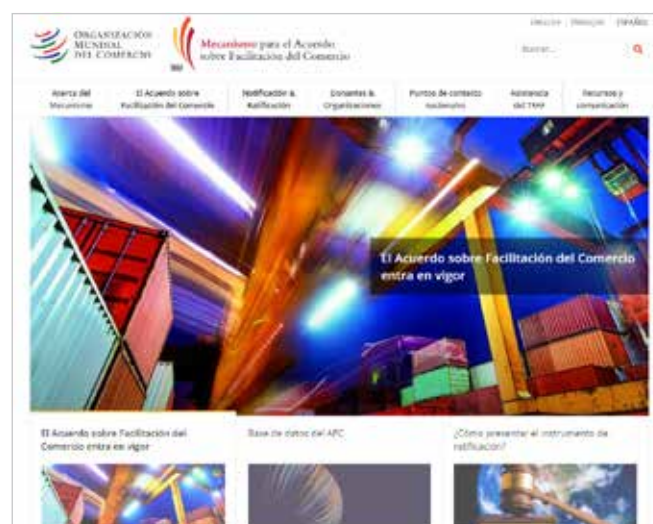 ENGLISH FRANÇAIS ESPAÑOL
ORGANIZACIÓN
MUNDIAL
DEL COMERCIO
Mecanismo para el Acuerdo
sobre Facilitación del Comercio
Buscar...
Acerca del
Mecanismo
El Acuerdo sobre
Facilitación del Comercio
Notificación &
Ratificación
Donantes &
Organizaciones
Puntos de contacto
nacionales
Asistencia
del
Recursos y
comunicación
El Acuerdo sobre Facilitación del Comercio
entra en vigor
El Acuerdo sobre Facilitación del
Comercio entra en vigor
Base de datos del AFC
¿Cómo presentar el instrumento de
ratificación?